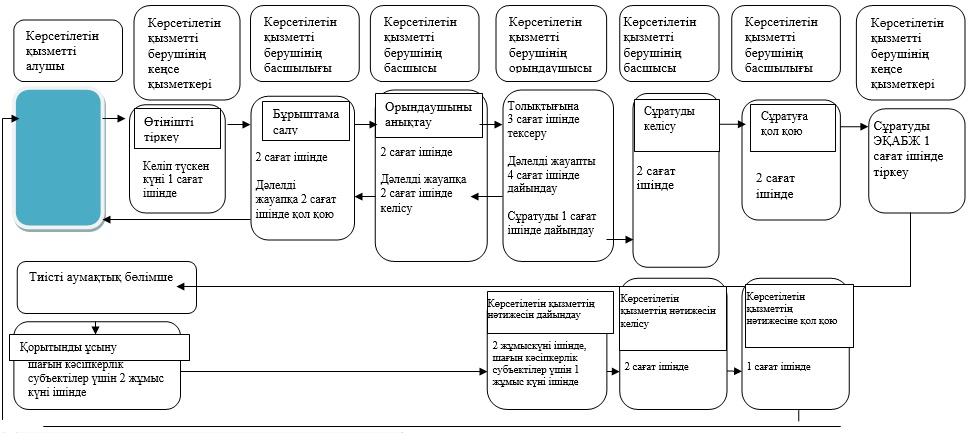 Көрсетілетін
қызметті
алушы
Көрсетілетін
қызметті
берушінің
кеңсе
қызметкері
Көрсетілетін
қызметті
берушінің
басшылығы
Көрсетілетін
қызметті
берушінің
басшысы
Көрсетілетін
қызметті
берушінің
орындаушысы
Көрсетілетін
қызметті
берушінің
басшысы
Көрсетілетін
қызметті
берушінің
басшылығы
Көрсетілетін
қызметті
берушінің
кеңсе
қызметкері
Өтінішті
тіркеу
Келіп түскен
күні 1 сағат
ішінде
Бұрыштама
салу
2 сағат ішінде
Дәлелді
жауапқа 2 сағат
ішінде қол қою
Орындаушыны
анықтау
2 сағат ішінде
Дәлелді жауапқа
2 сағат ішінде
келісу
Толықтығына
3 сағат ішінде
тексеру
Дәлелді жауапты
4 сағат ішінде
дайындау
Сұратуды 1 сағат
ішінде дайындау
Сұратуды
келісу
2 сағат
ішінде
Сұратуға
қол қою
2 сағат
ішінде
Сұратуды
ЭҚАБЖ 1
сағат ішінде
тіркеу
Тиісті аумақтық бөлімше
Қорытынды ұсыну
шағын кәсіпкерлік
субъектілер үшін 2 жұмыс
күні ішінде
Көрсетілетін қызметтің
нәтижесін дайындау
2 жұмыскүні ішінде,
шағын кәсіпкерлік
субъектілер үшін 1
жұмыс күні ішінде
Көрсетілетін
қызметтің нәтижесін
келісу
2 сағат ішінде
Көрсетілетін
қызметтің
нәтижесіне қол қою
1 сағат ішінде